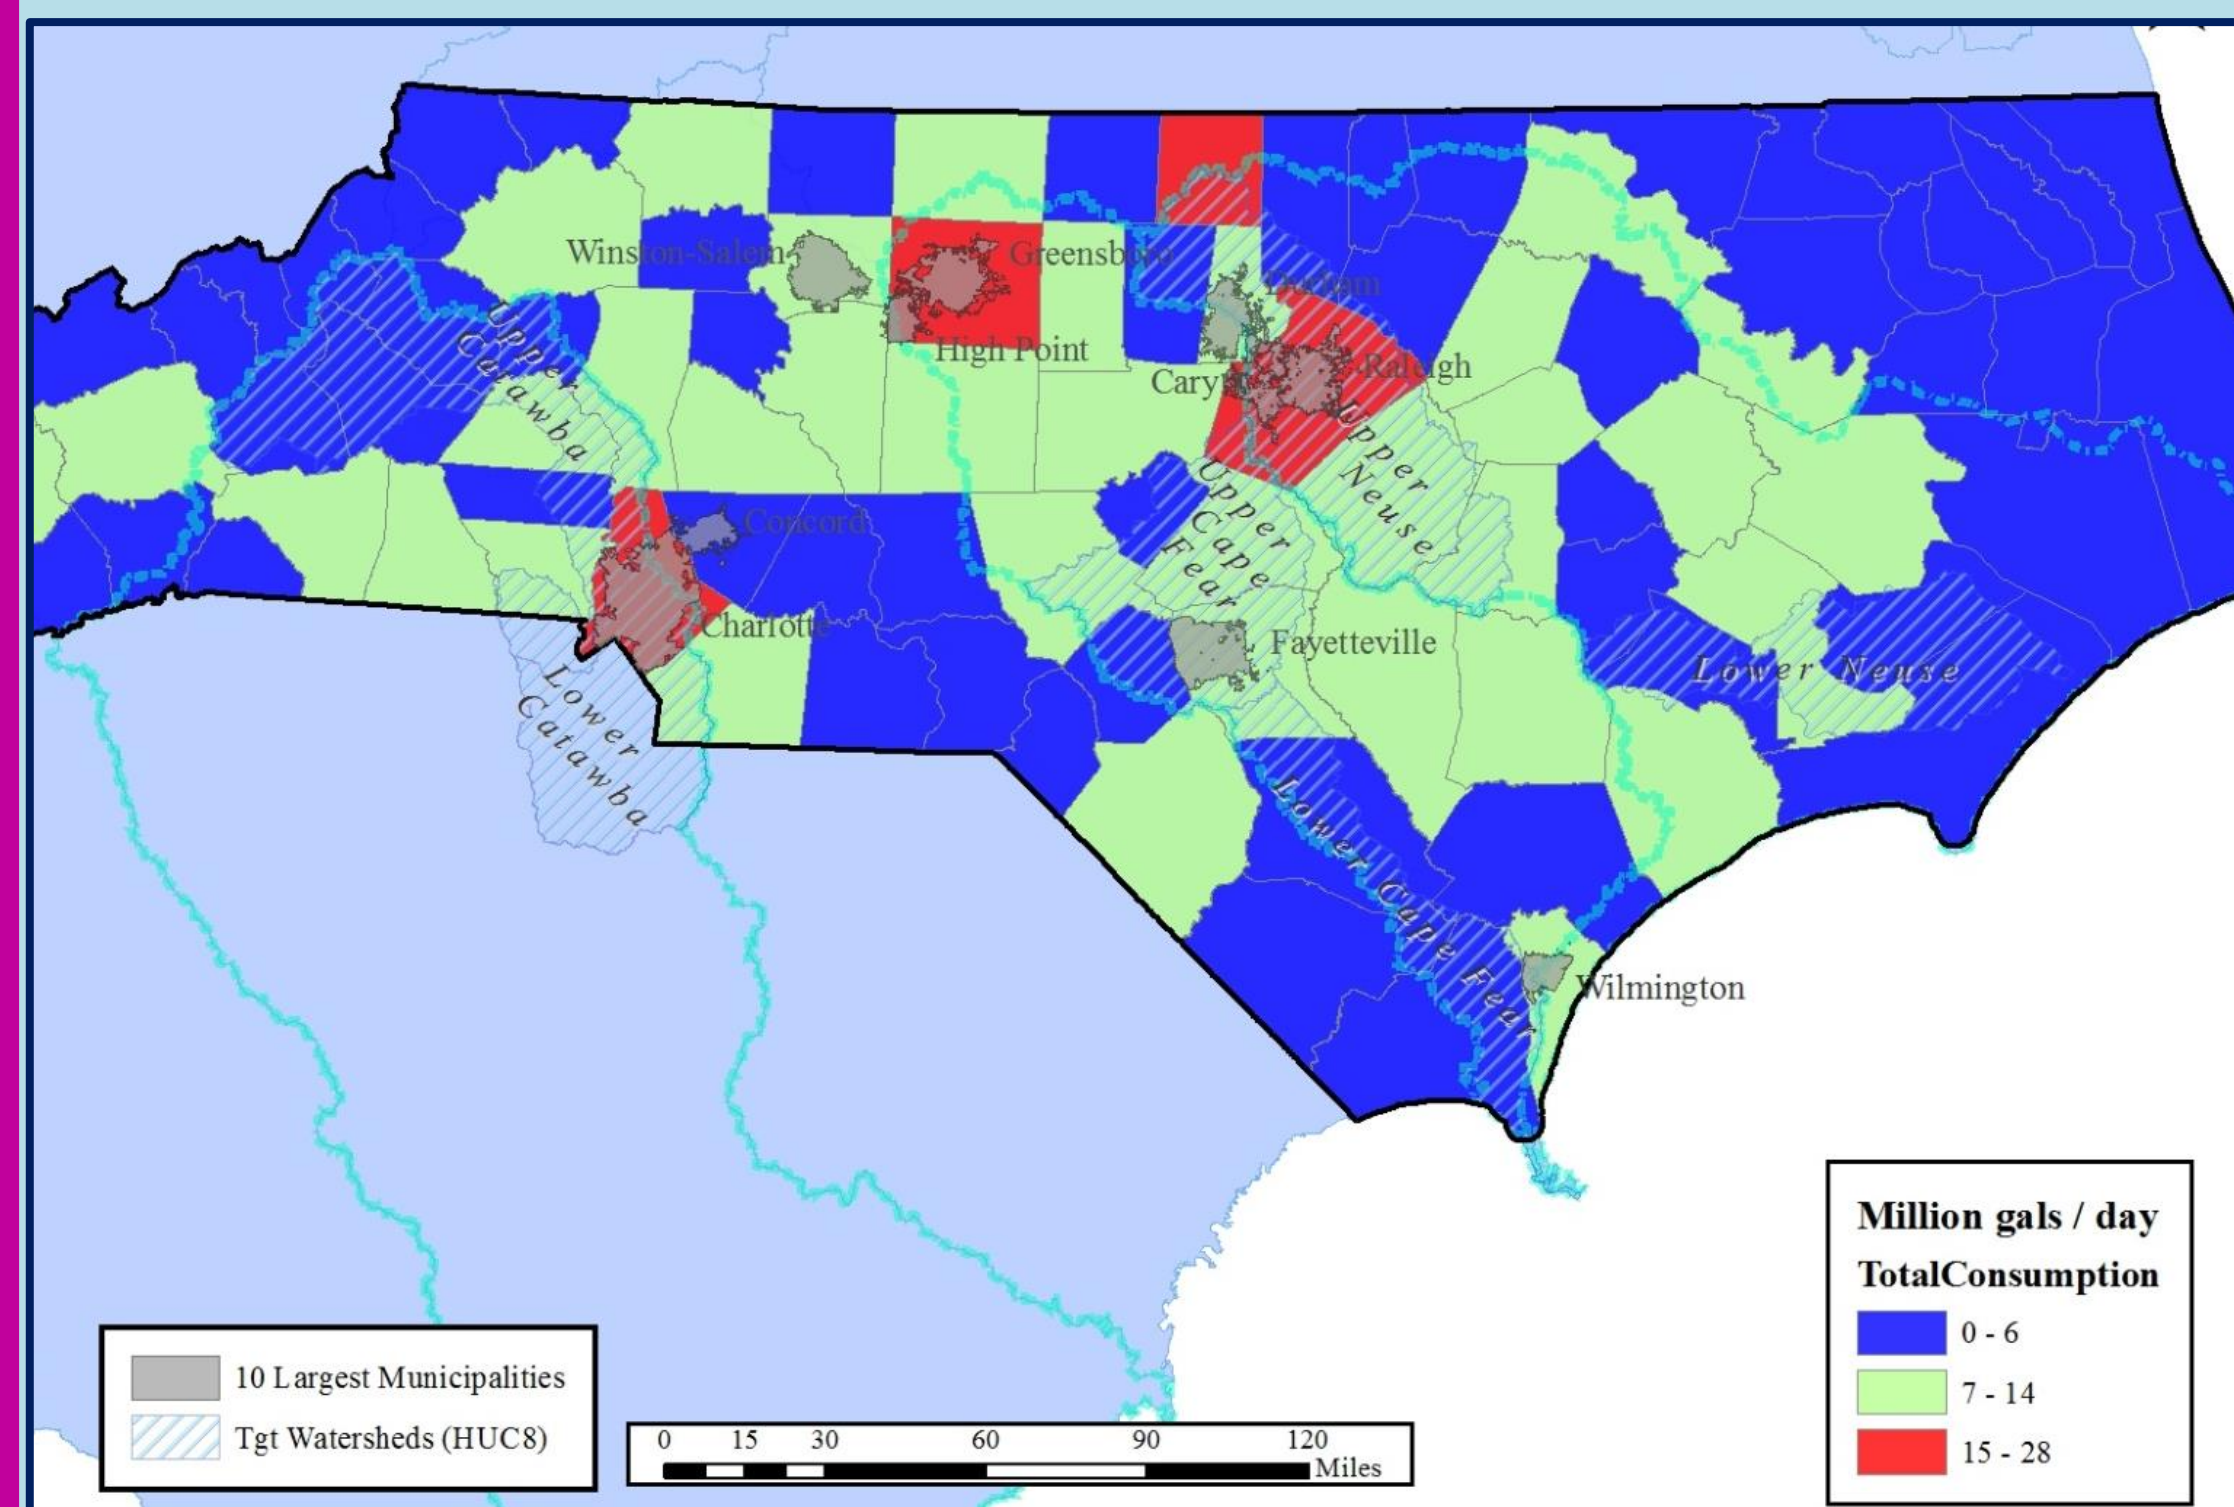 Winston-Salem
Greensboro
Durham
High Point
Cary
Raleigh
Upper
Catawba
Upper
Neuse
Upper
Cape
Fear
Concord
Charlotte
Fayetteville
Lower Neuse
Lower
Catawba
Lower Cape Fear
Wilmington
Million gals / day
TotalConsumption
0 - 6
7 - 14
15 - 28
10 Largest Municipalities
Tgt Watersheds (HUC8)
0 15 30 60 90 120
Miles